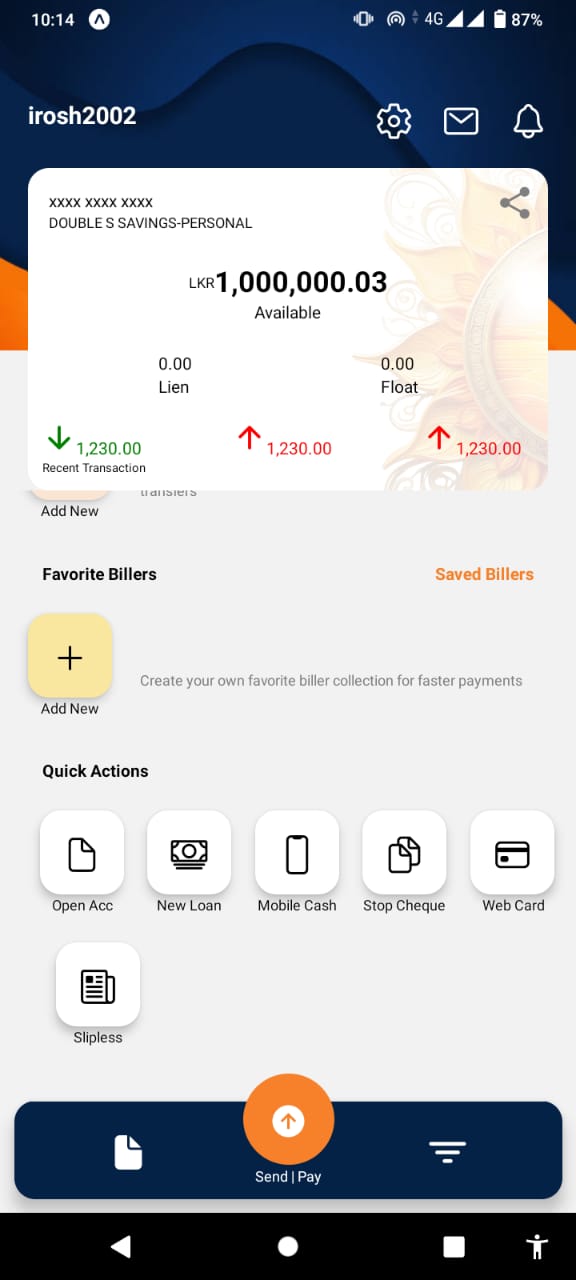 10:14 4G 87%
irosh2002
xxxx xxxx xxxx
DOUBLE S SAVINGS-PERSONAL
LKR1,000,000.03
Available
0.00 0.00
Lien Float
1,230.00 1,230.00 1,230.00
Recent Transaction
transfers
Add New
Favorite Billers Saved Billers
Create your own favorite biller collection for faster payments
Add New
Quick Actions
Open Acc New Loan Mobile Cash Stop Cheque Web Card
Slipless
Send | Pay